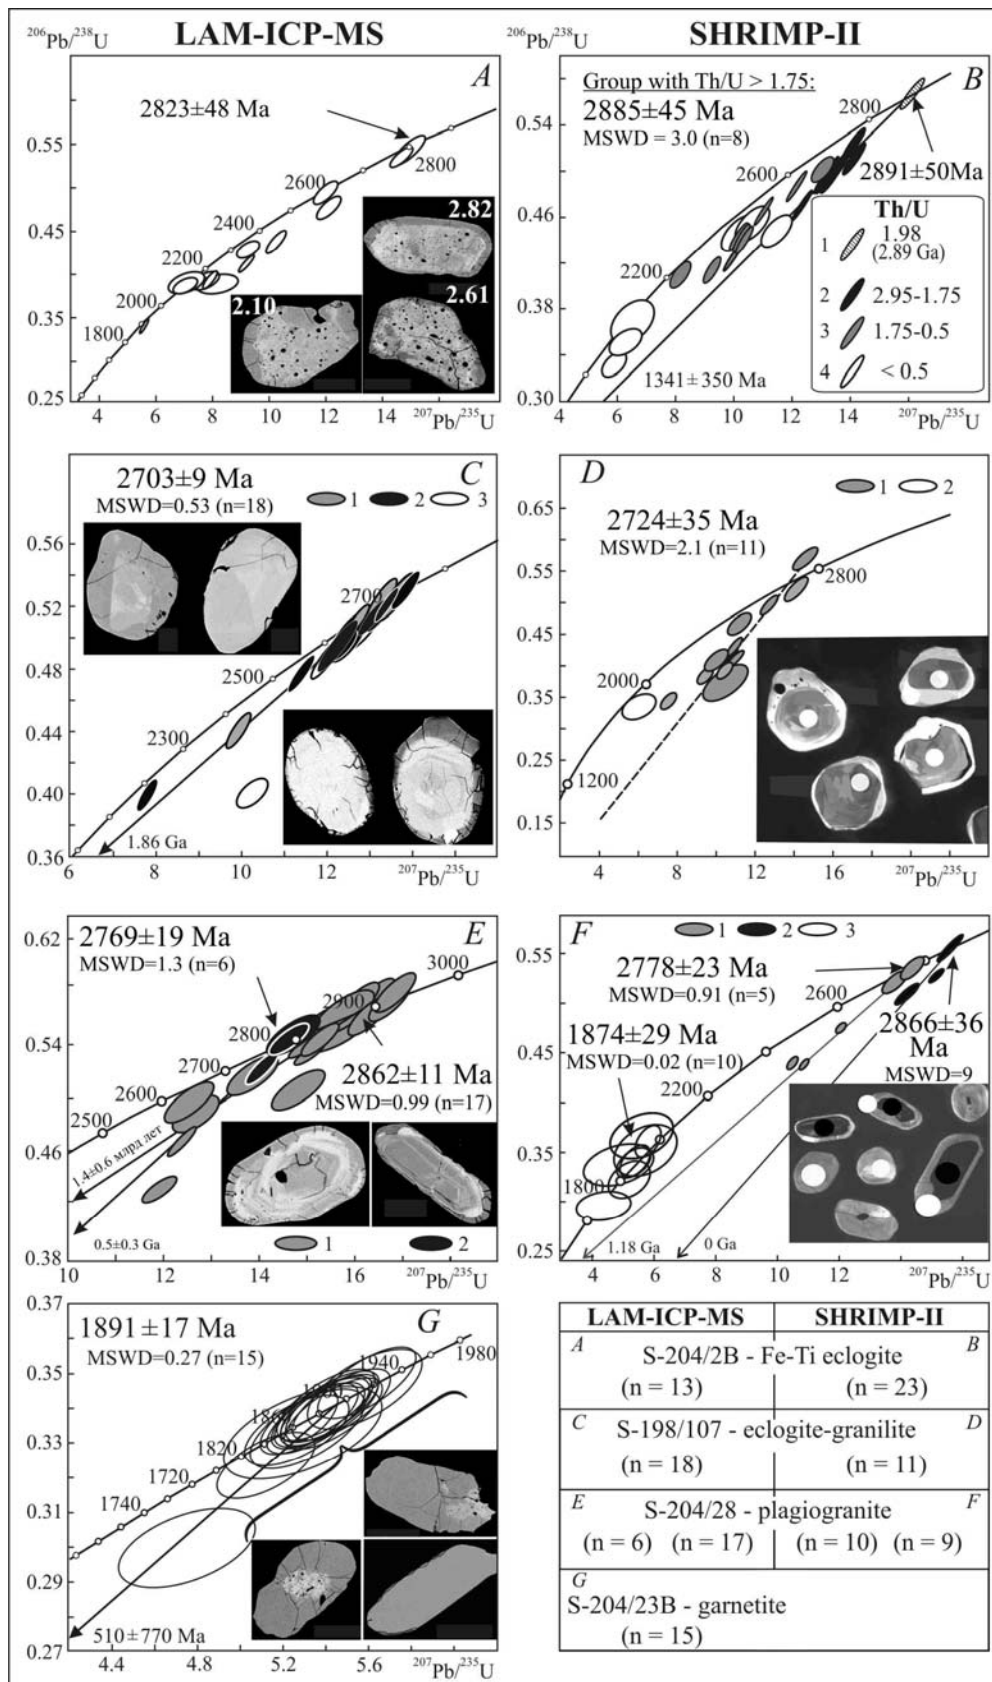 LAM-ICP-MS
SHRIMP-II
²⁰⁶Pb/²³⁸U
A
0.55
0.45
0.35
0.25
2823±48 Ma
2800
2600
2400
2200
2000
1800
2.82
2.10
2.61
4 6 8 10 12 14
²⁰⁷Pb/²³⁵U
²⁰⁶Pb/²³⁸U
B
Group with Th/U > 1.75:
2885±45 Ma
MSWD = 3.0 (n=8)
0.54
0.46
0.38
0.30
2800
2600
2200
2891±50Ma
Th/U
1 1.98
(2.89 Ga)
2 2.95-1.75
3 1.75-0.5
4 < 0.5
1341±350 Ma
4 6 8 10 12 14
²⁰⁷Pb/²³⁵U
C
2703±9 Ma
MSWD=0.53 (n=18)
1 2 3
0.56
0.52
0.48
0.44
0.40
0.36
2700
2500
2300
1.86 Ga
6 8 10 12 14
²⁰⁷Pb/²³⁵U
D
1 2
2724±35 Ma
MSWD=2.1 (n=11)
0.65
0.55
0.45
0.35
0.25
0.15
2800
2000
1200
4 8 12 16
²⁰⁷Pb/²³⁵U
E
2769±19 Ma
MSWD=1.3 (n=6)
0.62
0.54
0.46
0.38
3000
2900
2800
2700
2600
2500
2862±11 Ma
MSWD=0.99 (n=17)
1.4±0.6 млрд лет
0.5±0.3 Ga
1 2
10 12 14 16
²⁰⁷Pb/²³⁵U
F
1 2 3
2778±23 Ma
MSWD=0.91 (n=5)
0.55
0.45
0.35
0.25
2600
2200
1800
1874±29 Ma
MSWD=0.02 (n=10)
2866±36
Ma
MSWD=9
1.18 Ga
0 Ga
4 6 8 10 12
²⁰⁷Pb/²³⁵U
G
1891±17 Ma
MSWD=0.27 (n=15)
0.37
0.35
0.33
0.31
0.29
0.27
1980
1940
1820
1720
1740
510±770 Ma
4.4 4.8 5.2 5.6
²⁰⁷Pb/²³⁵U
LAM-ICP-MS SHRIMP-II
A S-204/2B - Fe-Ti eclogite B
(n = 13) (n = 23)
C S-198/107 - eclogite-granilite D
(n = 18) (n = 11)
E S-204/28 - plagiogranite F
(n = 6) (n = 17) (n = 10) (n = 9)
G
S-204/23B - garnetite
(n = 15)